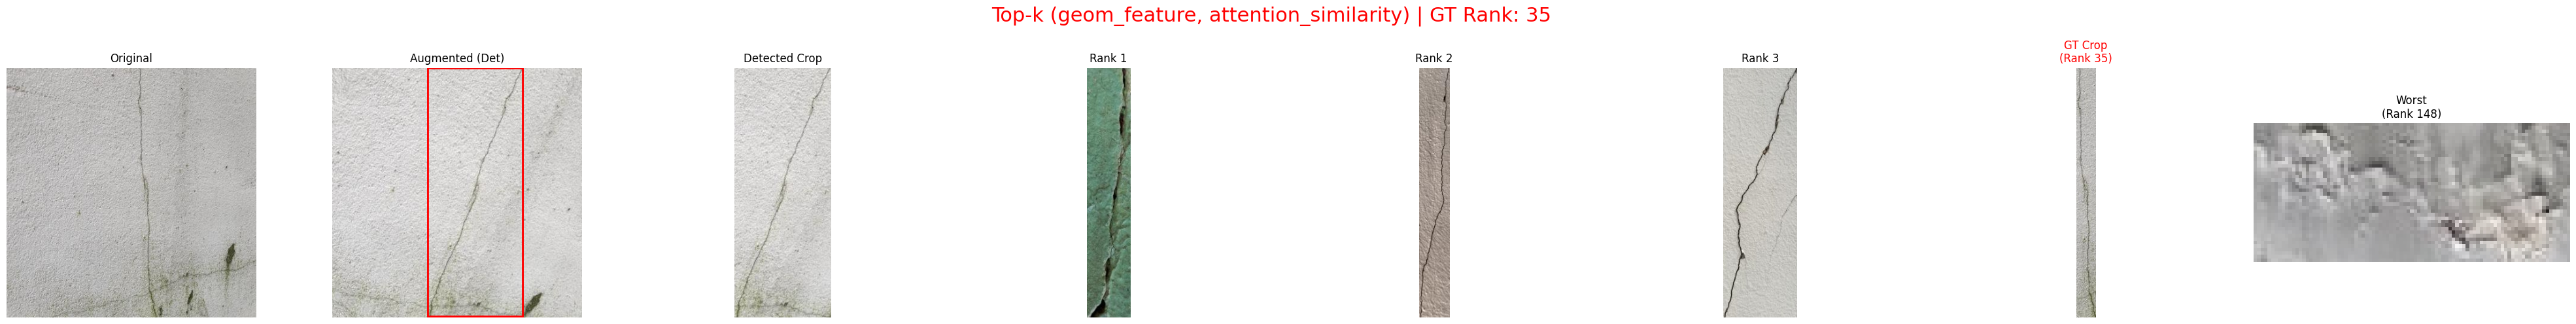 Top-k (geom_feature, attention_similarity) | GT Rank: 35
Original
Augmented (Det)
Detected Crop
Rank 1
Rank 2
Rank 3
GT Crop
(Rank 35)
Worst
(Rank 148)